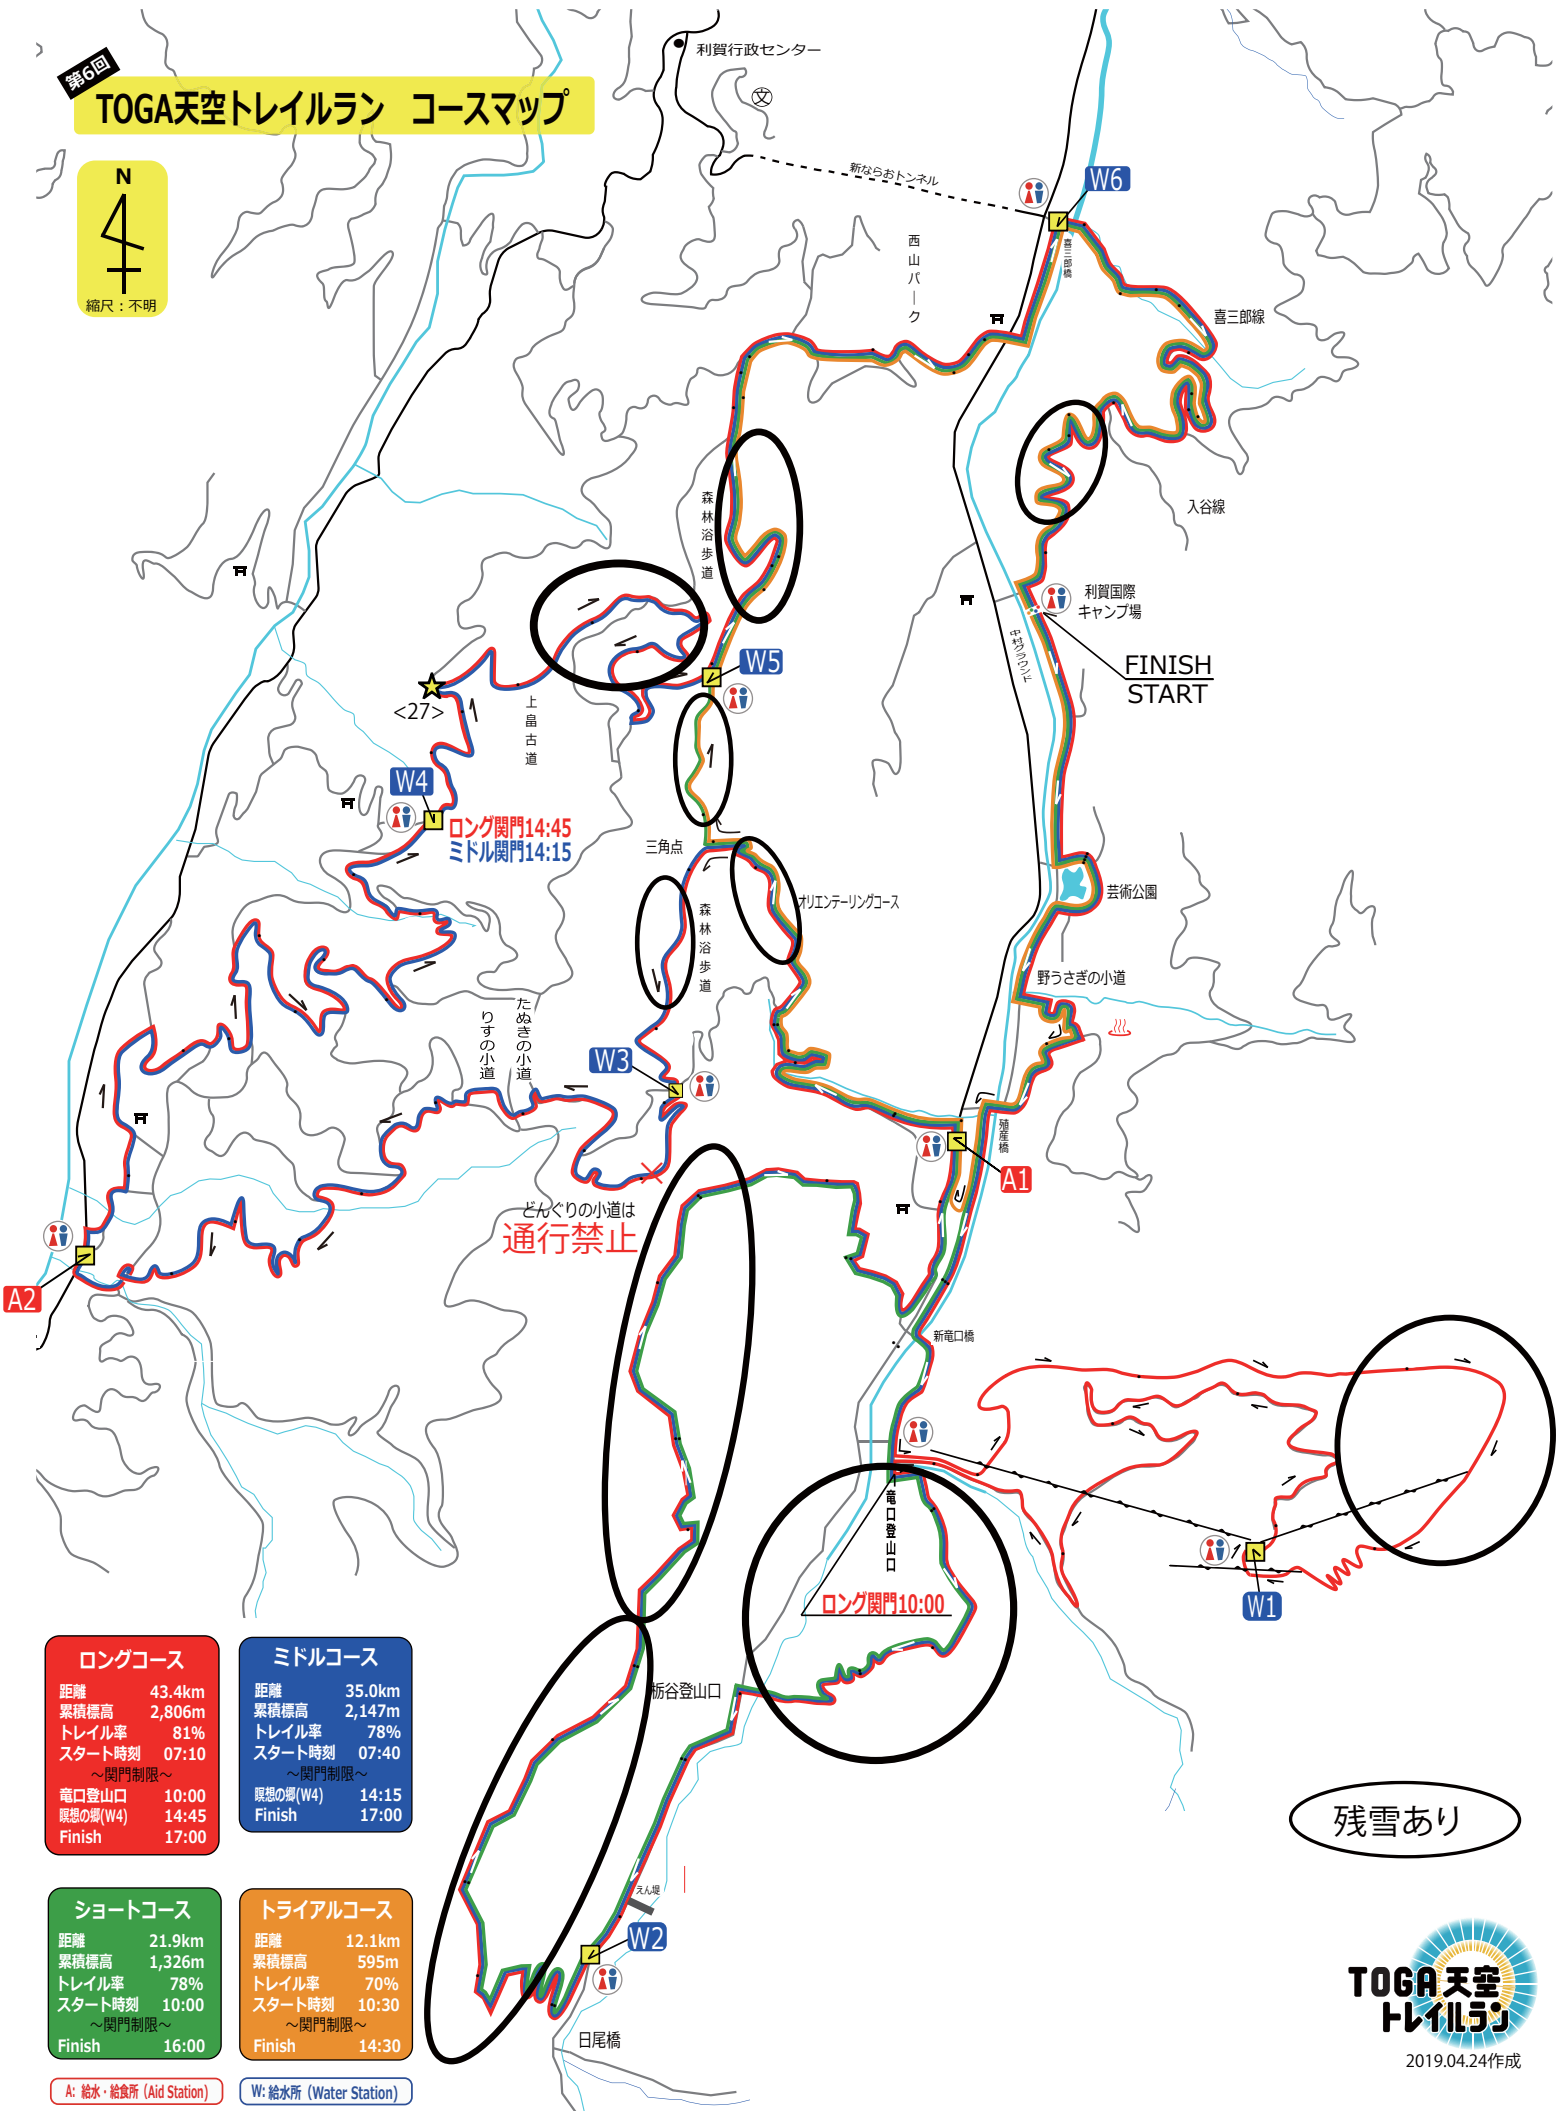 第6回
TOGA天空トレイルラン　コースマップ
N
縮尺：不明
利賀行政センター
文
新ならおトンネル
W6
喜三郎橋
西山パーク
喜三郎線
入谷線
森林浴歩道
利賀国際
キャンプ場
中村グラウンド
FINISH
START
W5
<27>
上畠古道
W4
ロング関門14:45
ミドル関門14:15
三角点
オリエンテーリングコース
芸術公園
森林浴歩道
野うさぎの小道
たぬきの小道
りすの小道
W3
殖産橋
A1
どんぐりの小道は
通行禁止
A2
新竜口橋
竜口登山口
ロング関門10:00
W1
栃谷登山口
えん堤
W2
日尾橋
残雪あり
ロングコース
距離 43.4km
累積標高 2,806m
トレイル率 81%
スタート時刻 07:10
～関門制限～
竜口登山口 10:00
瞑想の郷(W4) 14:45
Finish 17:00
ミドルコース
距離 35.0km
累積標高 2,147m
トレイル率 78%
スタート時刻 07:40
～関門制限～
瞑想の郷(W4) 14:15
Finish 17:00
ショートコース
距離 21.9km
累積標高 1,326m
トレイル率 78%
スタート時刻 10:00
～関門制限～
Finish 16:00
トライアルコース
距離 12.1km
累積標高 595m
トレイル率 70%
スタート時刻 10:30
～関門制限～
Finish 14:30
A: 給水・給食所（Aid Station）
W: 給水所（Water Station）
TOGA天空
トレイルラン
2019.04.24作成